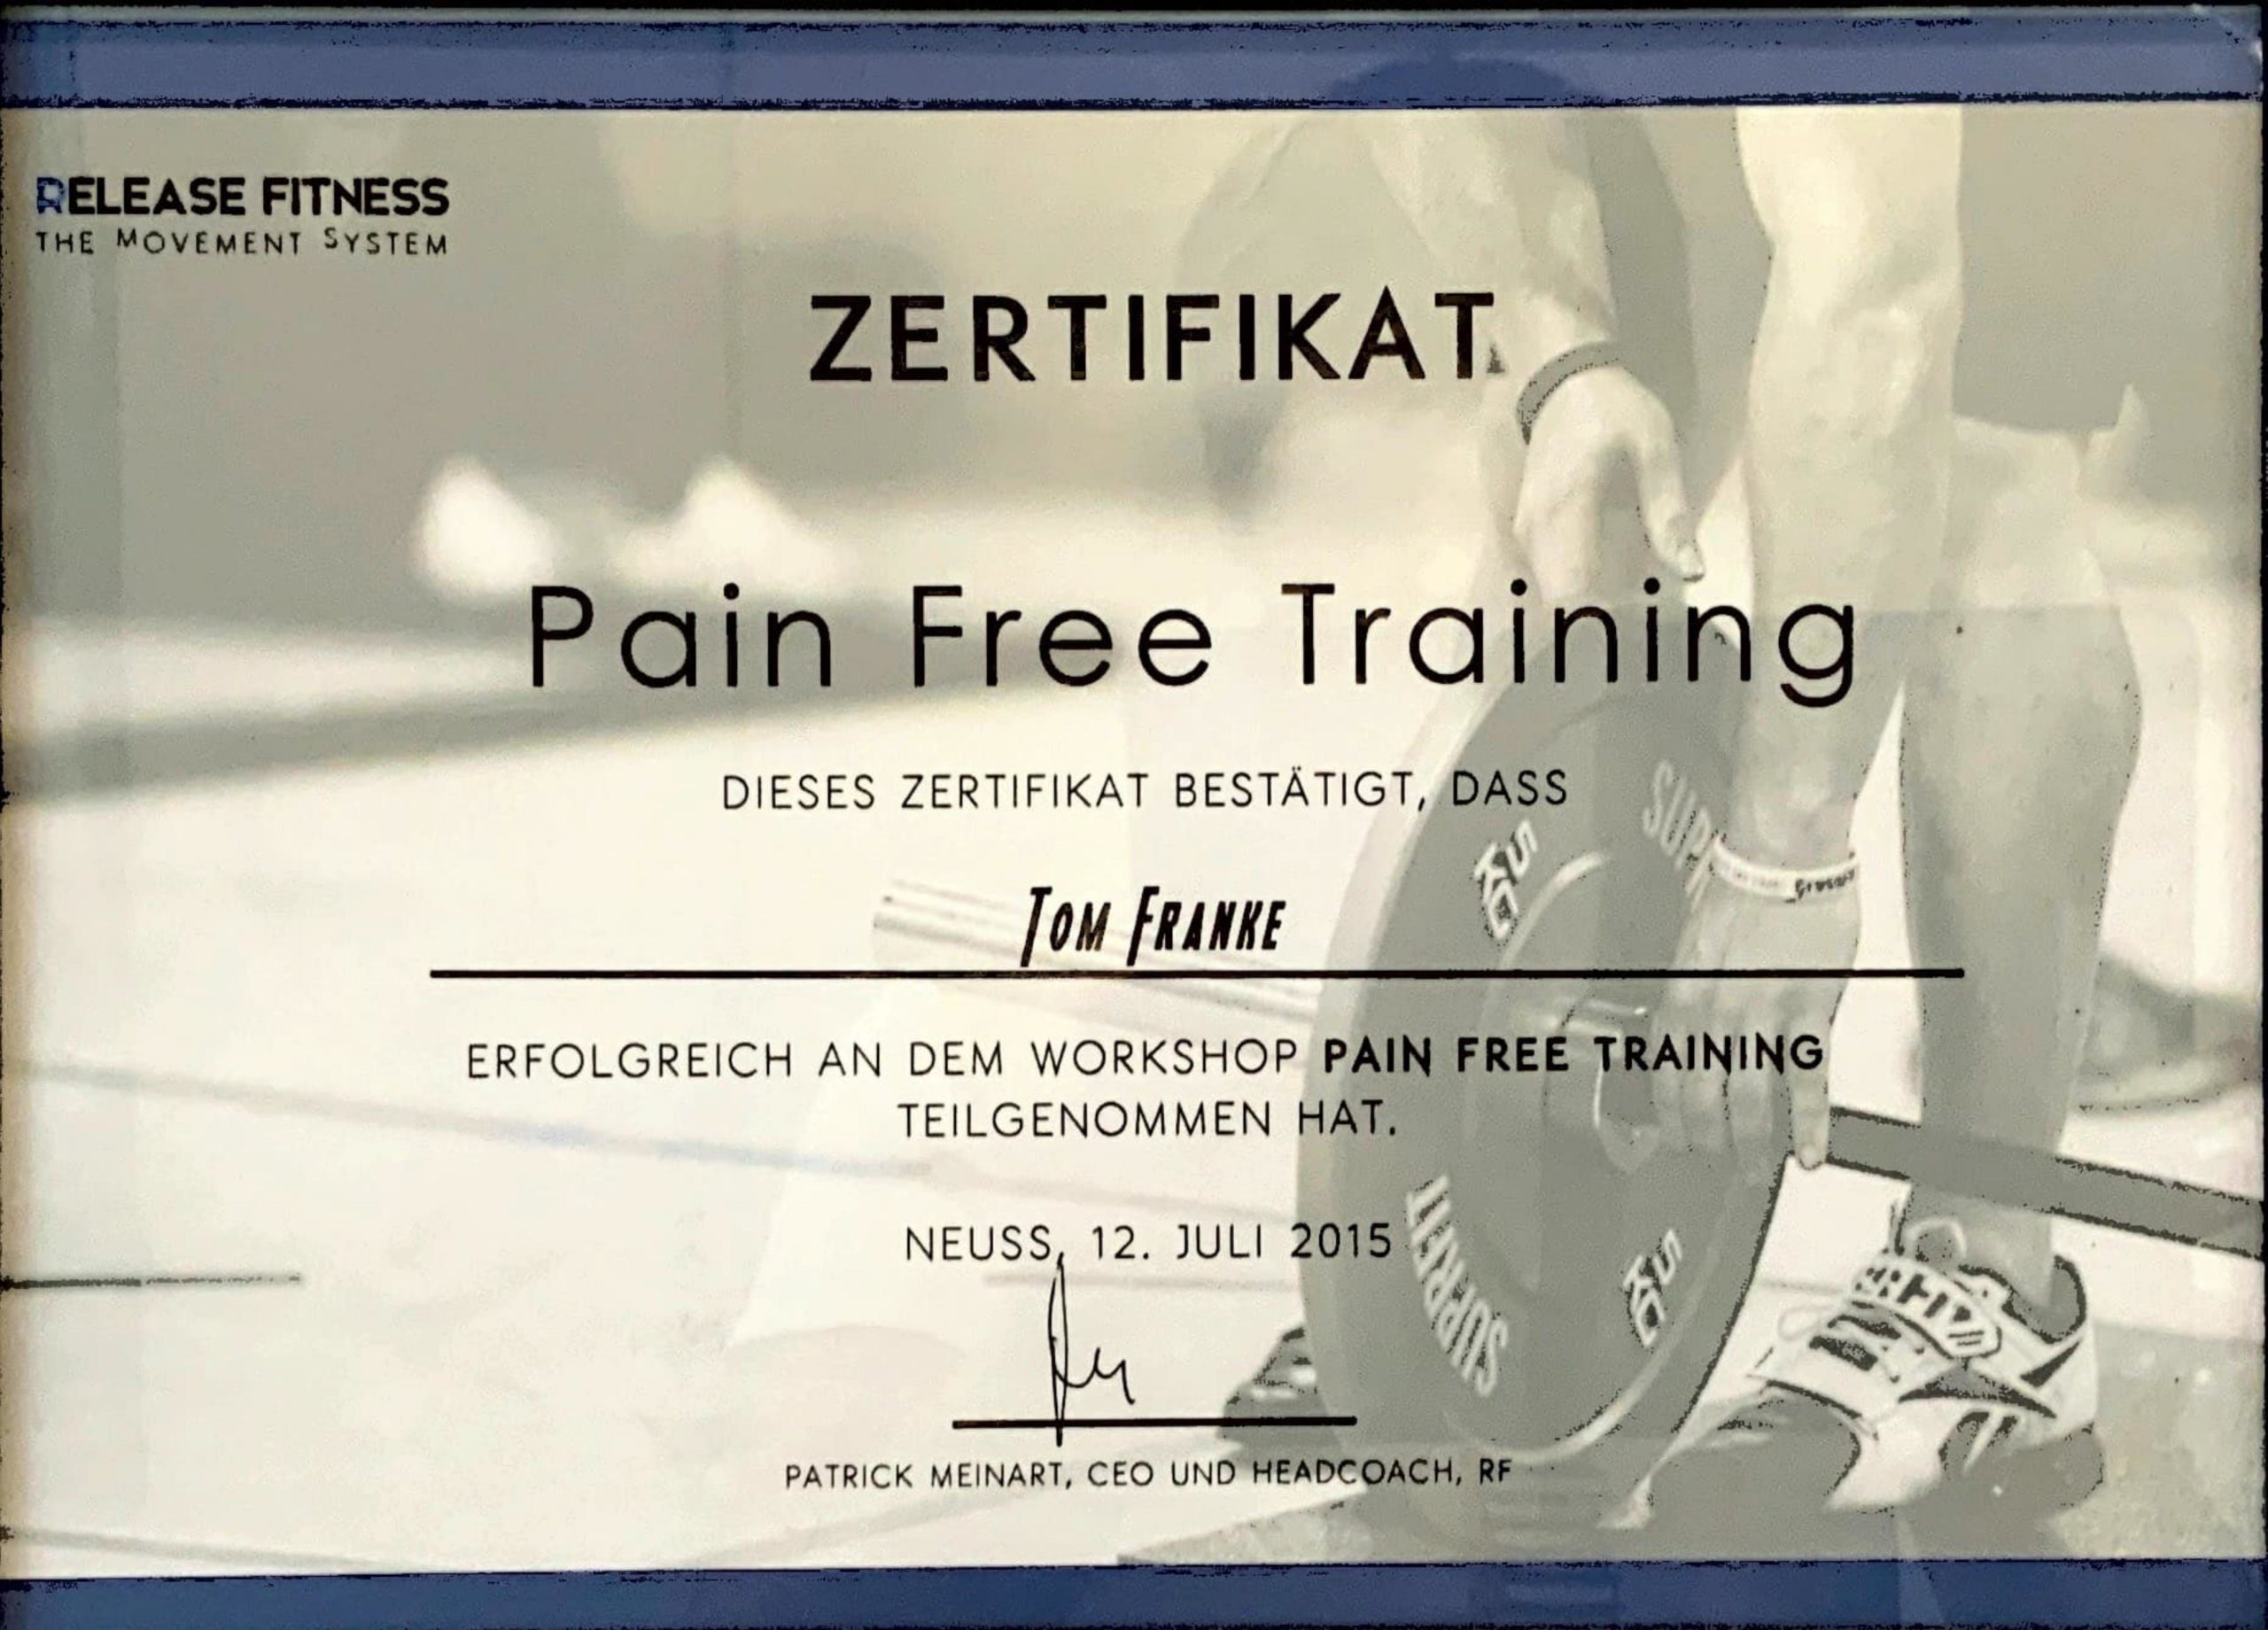 RELEASE FITNESS
THE MOVEMENT SYSTEM
ZERTIFIKAT
Pain Free Training
DIESES ZERTIFIKAT BESTÄTIGT, DASS
TOM FRANKE
ERFOLGREICH AN DEM WORKSHOP PAIN FREE TRAINING
TEILGENOMMEN HAT.
NEUSS, 12. JULI 2015
PATRICK MEINART, CEO UND HEADCOACH, RF